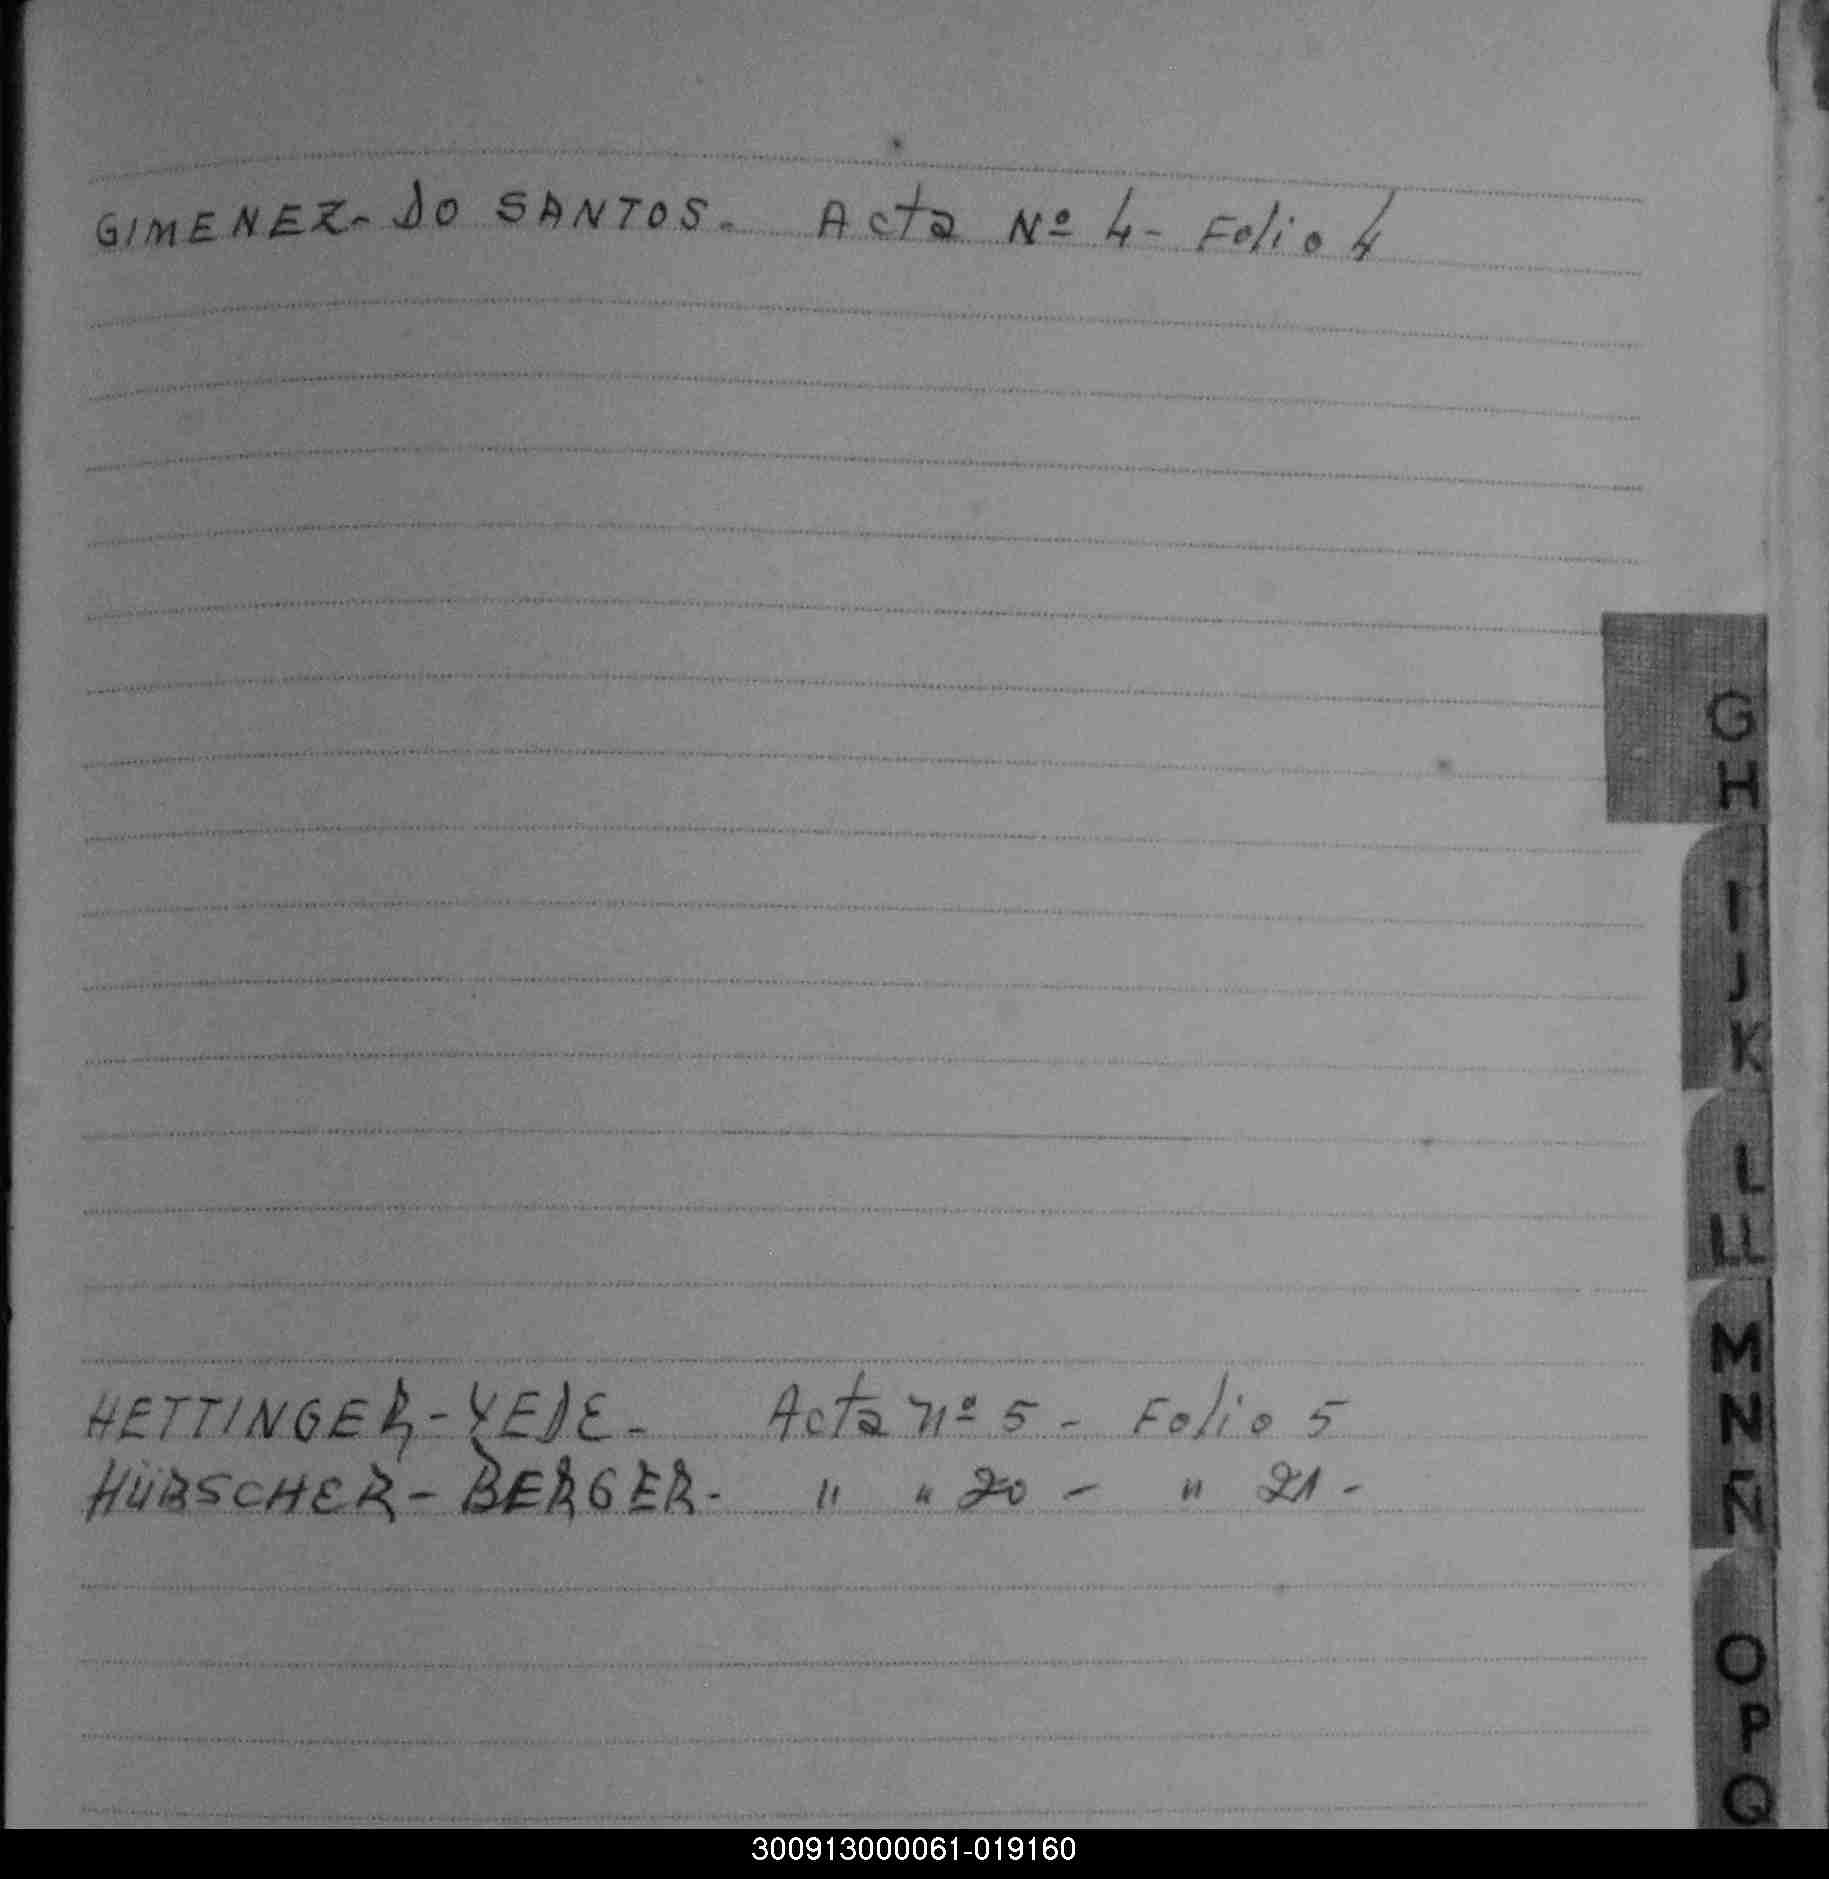 GIMENEZ- DO SANTOS. Acta Nº 4- Folio 4
G
H
I
J
K
L
LL
M
N
Ñ
O
P
Q
HETTINGER,- YEDE- Acta nº 5- Folio 5
HÜBSCHER- BERGER- " " 20 - " 21-
300913000061-019160